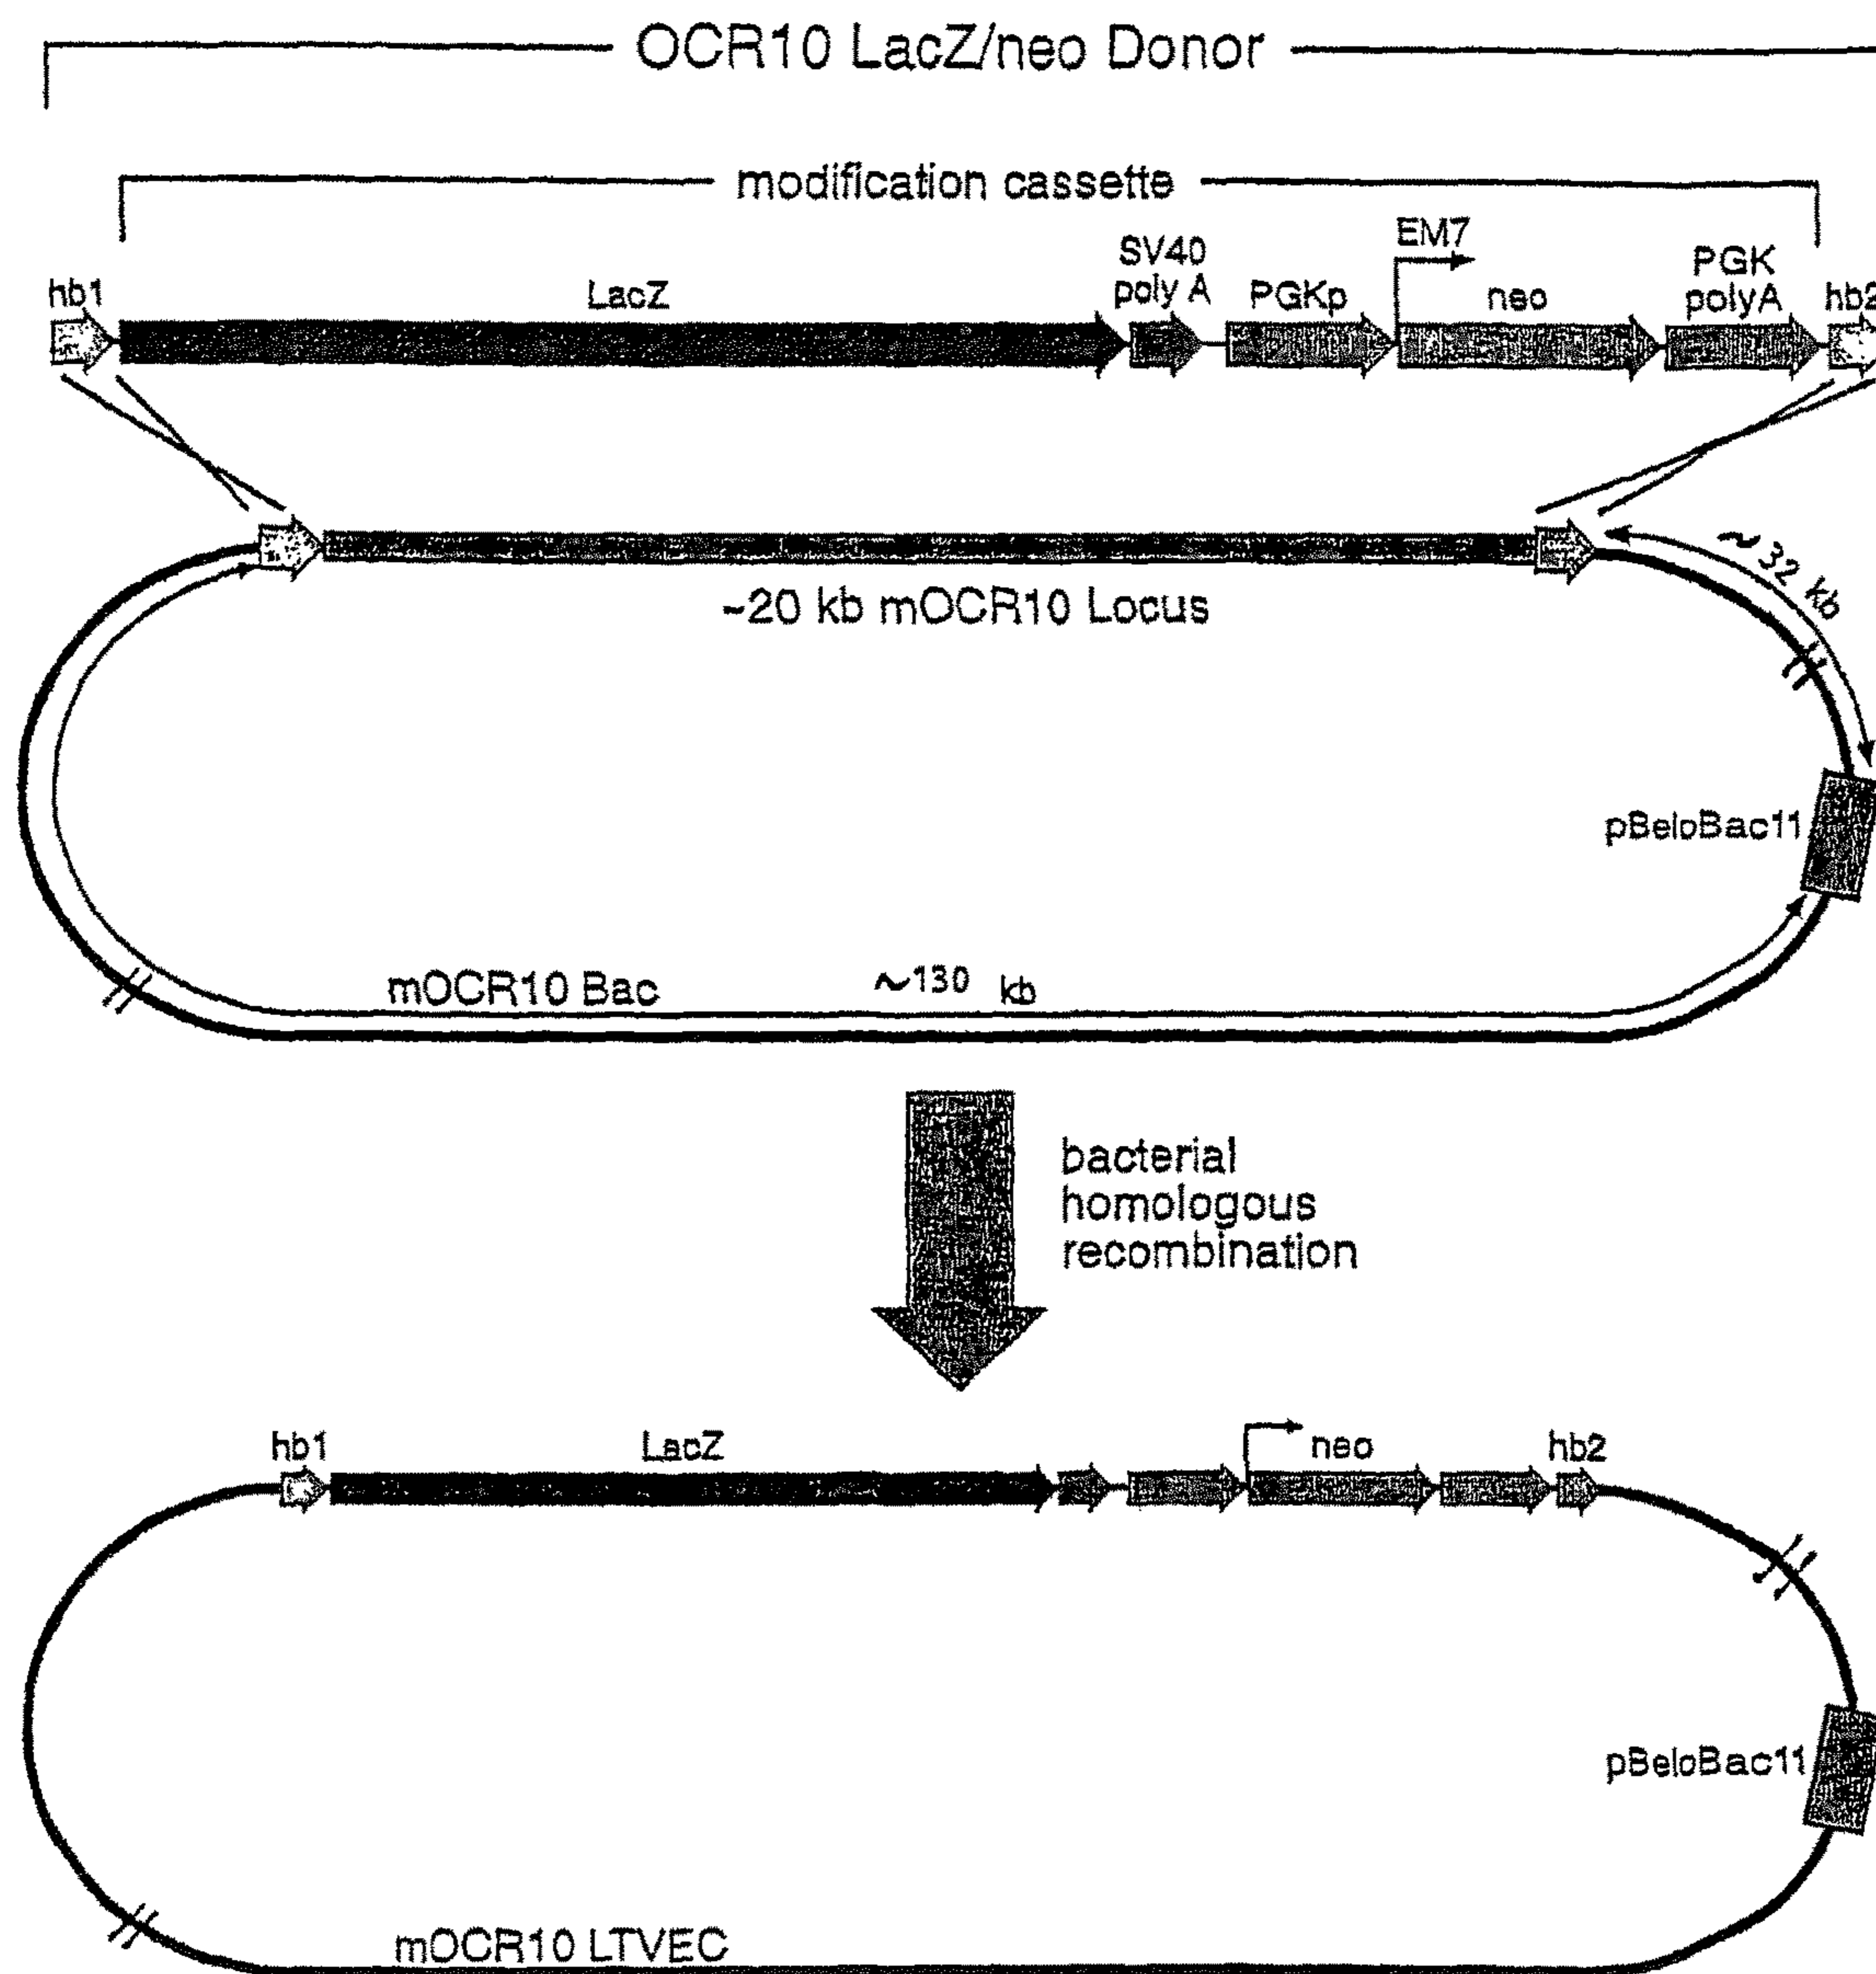 OCR10 LacZ/neo Donor
modification cassette
EM7
SV40
poly A
PGK
polyA
hb1
LacZ
PGKp
neo
hb2
~32 kb
~20 kb mOCR10 Locus
pBeloBac11
mOCR10 Bac
~130 kb
bacterial
homologous
recombination
hb1
LacZ
neo
hb2
pBeloBac11
mOCR10 LTVEC